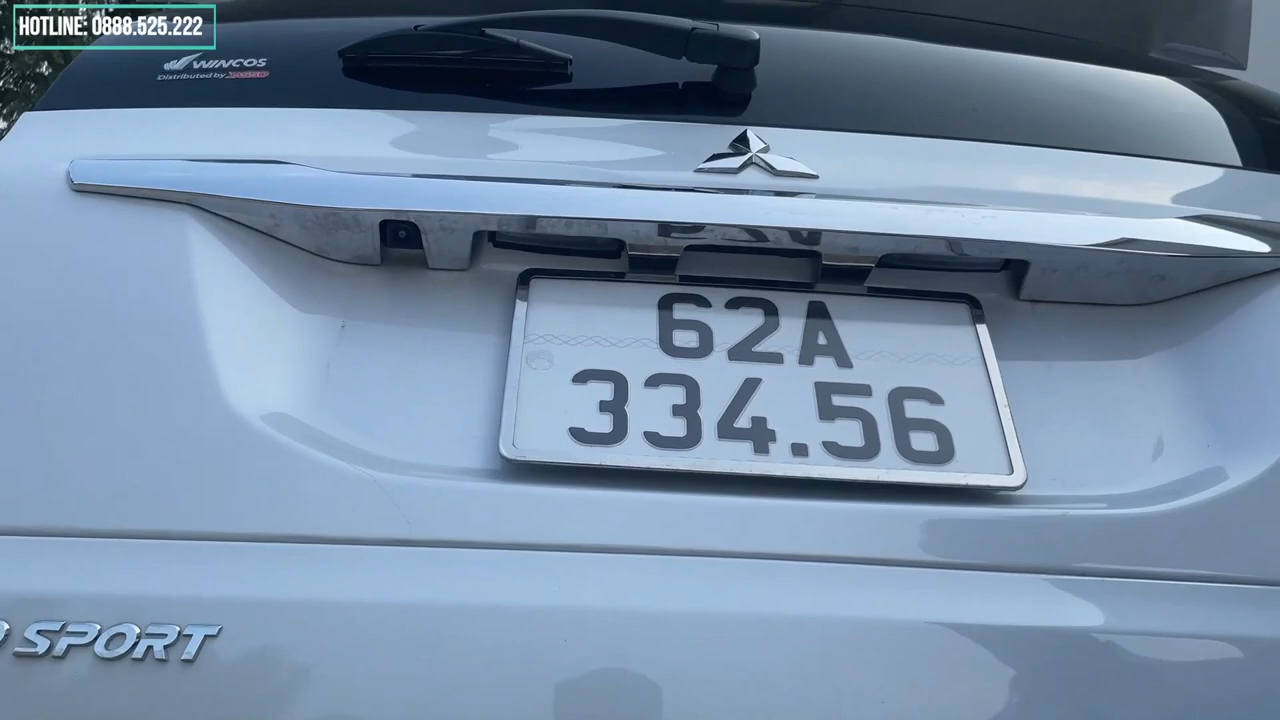 HOTLINE: 0888.525.222
WINCOS
Distributed by
62A
334.56
SPORT